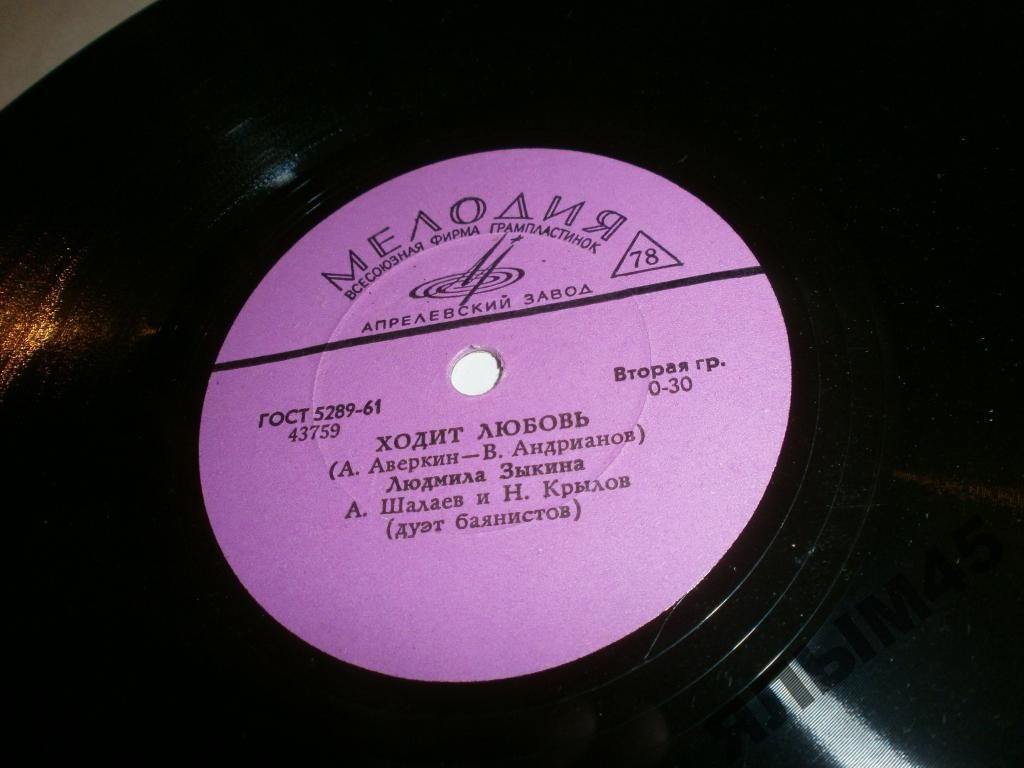 МЕЛОДИЯ
ВСЕСОЮЗНАЯ ФИРМА ГРАМПЛАСТИНОК
78
АПРЕЛЕВСКИЙ ЗАВОД
ГОСТ 5289-61
43759
Вторая гр.
0-30
ХОДИТ ЛЮБОВЬ
(А. Аверкин—В. Андрианов)
Людмила Зыкина
А. Шалаев и Н. Крылов
(дуэт баянистов)
ЯЛЫМ45